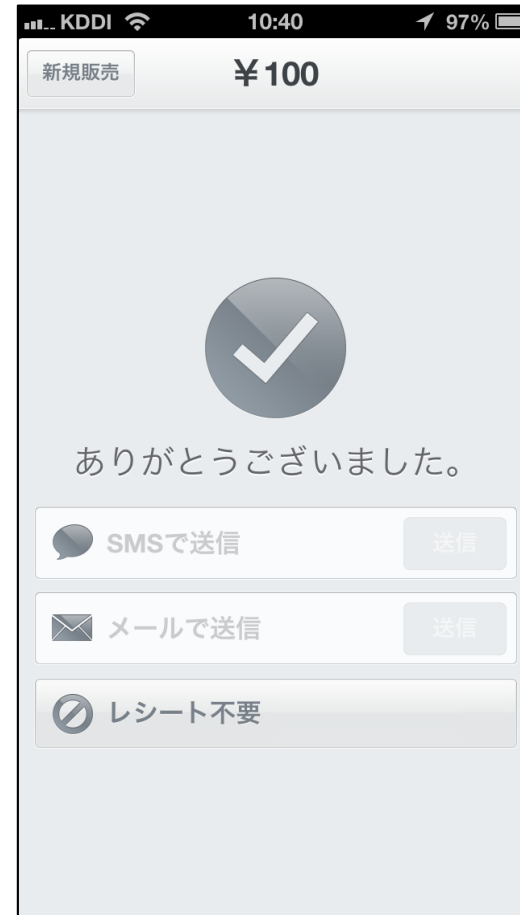 KDDI 10:40 97%
新規販売 ¥100
ありがとうございました。
SMSで送信 送信
メールで送信 送信
レシート不要